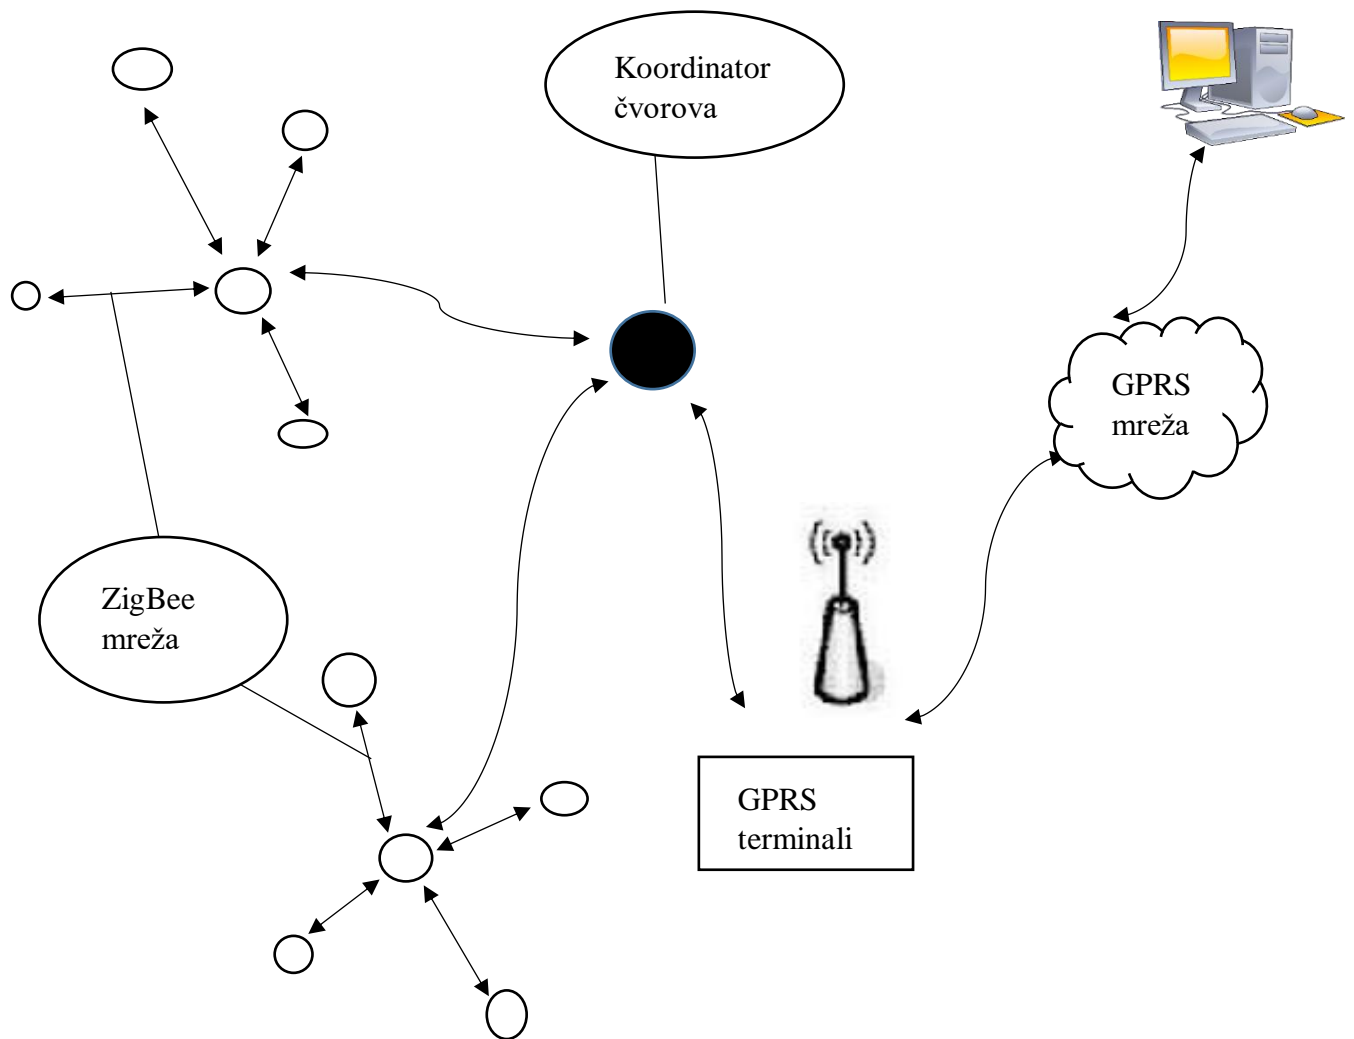 Koordinator
čvorova
GPRS
mreža
ZigBee
mreža
GPRS
terminali